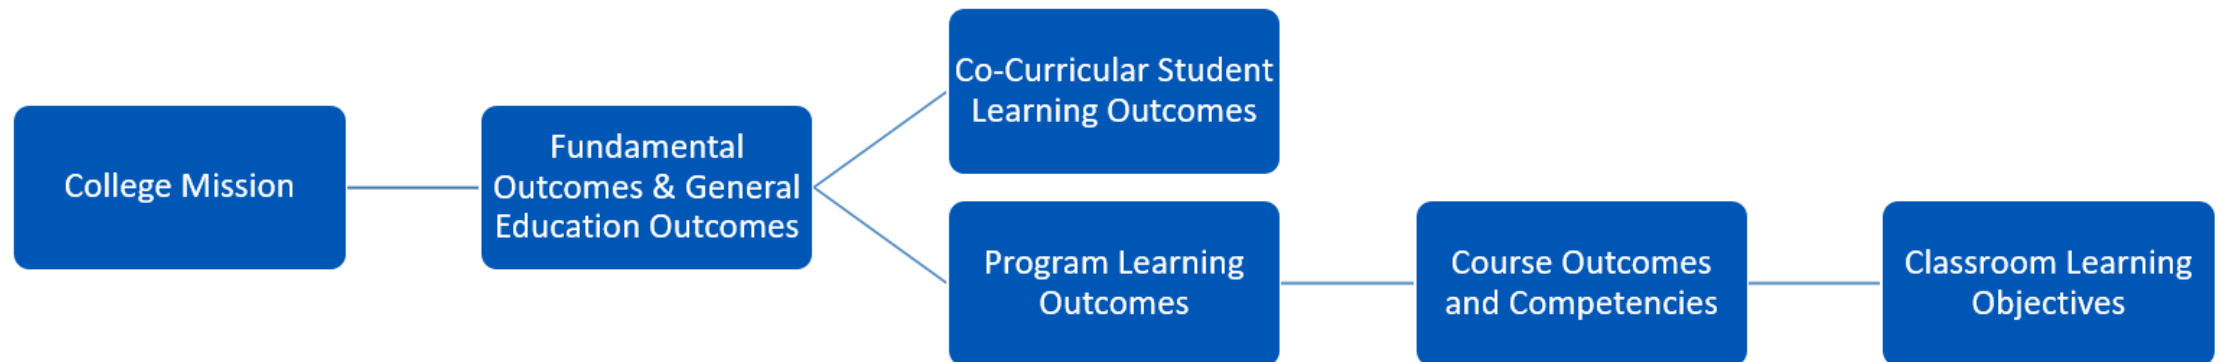 College Mission
Fundamental
Outcomes & General
Education Outcomes
Co-Curricular Student
Learning Outcomes
Program Learning
Outcomes
Course Outcomes
and Competencies
Classroom Learning
Objectives